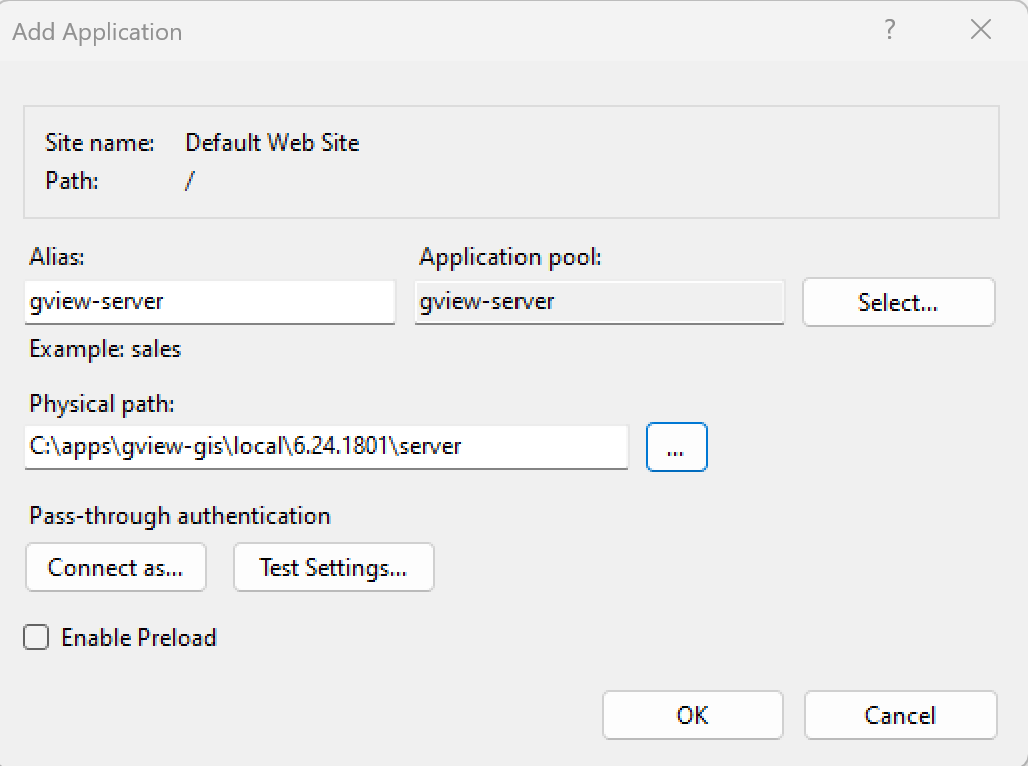 Add Application ?
Site name: Default Web Site
Path: /
Alias: Application pool:
gview-server gview-server Select...
Example: sales
Physical path:
C:\apps\gview-gis\local\6.24.1801\server ...
Pass-through authentication
Connect as... Test Settings...
Enable Preload
OK Cancel